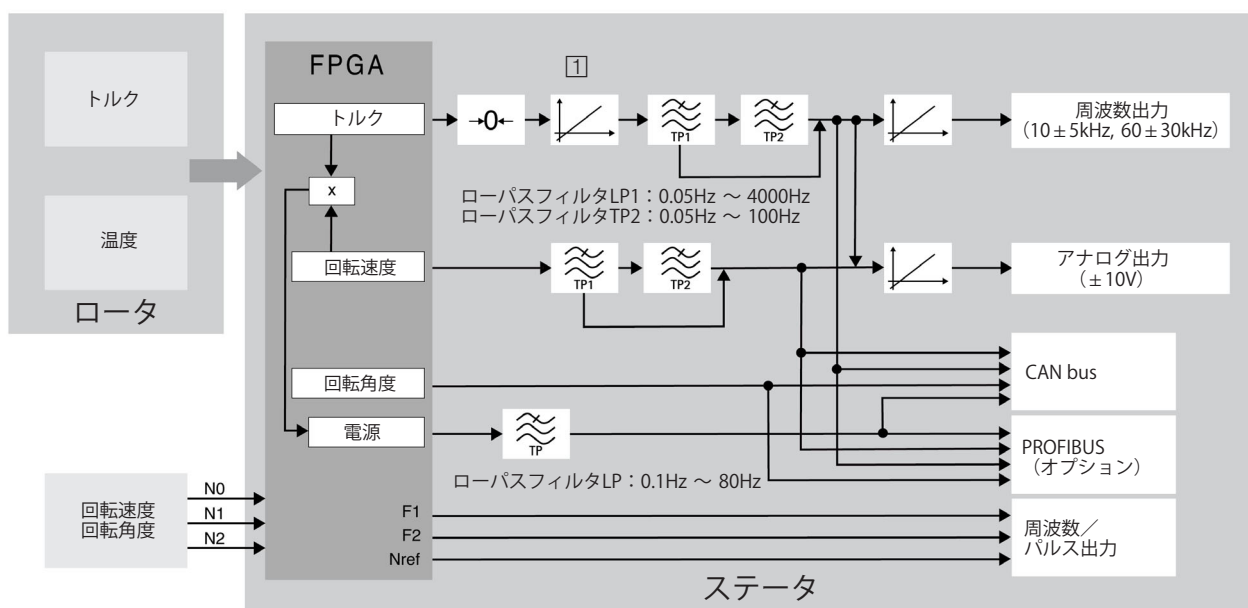 トルク
温度
ロータ
FPGA
トルク
x
回転速度
回転角度
電源
→0←
1
TP1
TP2
ローパスフィルタLP1：0.05Hz ～ 4000Hz
ローパスフィルタTP2：0.05Hz ～ 100Hz
TP1
TP2
TP
ローパスフィルタLP：0.1Hz ～ 80Hz
周波数出力
（10±5kHz, 60±30kHz）
アナログ出力
（±10V）
CAN bus
PROFIBUS
（オプション）
周波数／
パルス出力
回転速度
回転角度
N0
N1
N2
F1
F2
Nref
ステータ